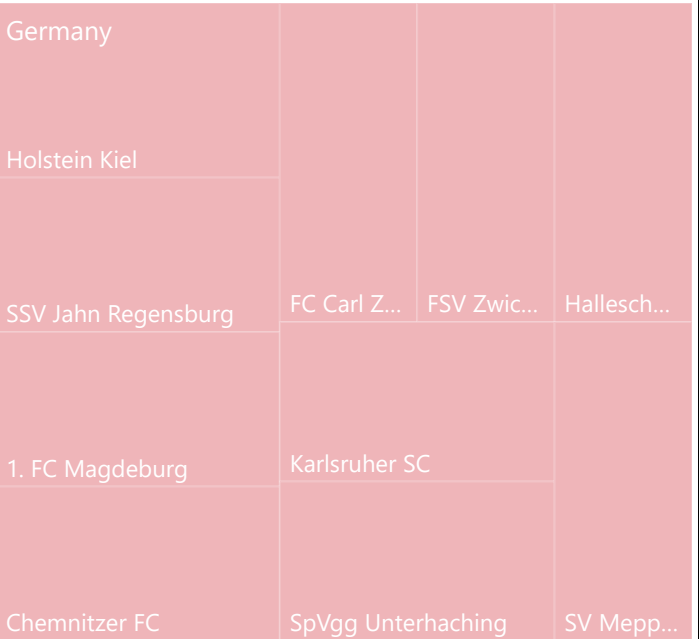 Germany
Holstein Kiel
SSV Jahn Regensburg
1. FC Magdeburg
Chemnitzer FC
FC Carl Z...
FSV Zwic...
Hallesch...
Karlsruher SC
SpVgg Unterhaching
SV Mepp...